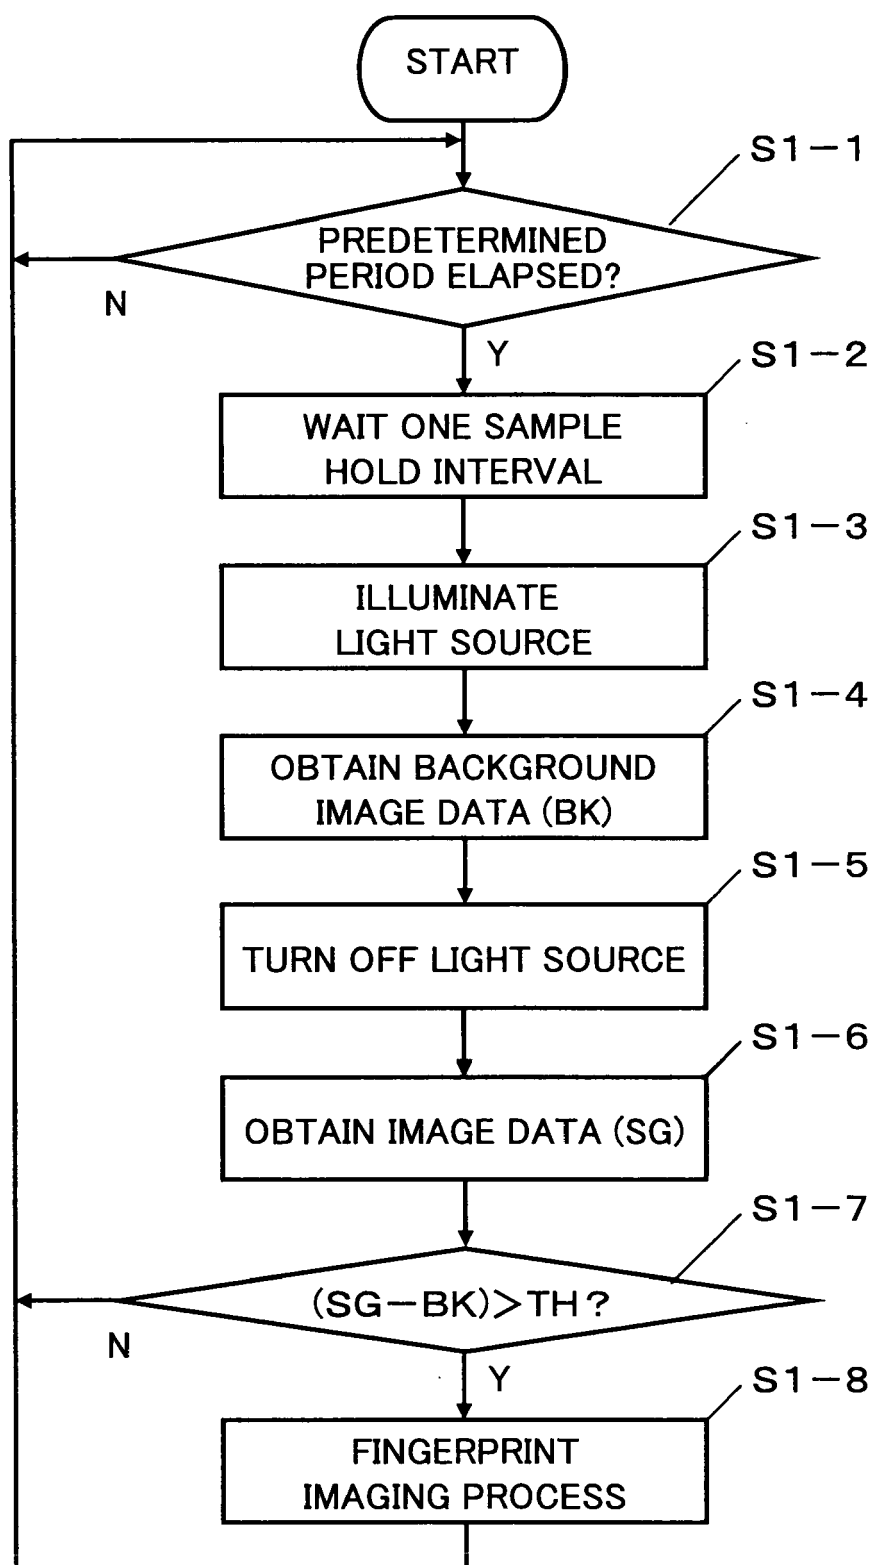 START
S1-1
PREDETERMINED
PERIOD ELAPSED?
N
Y
S1-2
WAIT ONE SAMPLE
HOLD INTERVAL
S1-3
ILLUMINATE
LIGHT SOURCE
S1-4
OBTAIN BACKGROUND
IMAGE DATA (BK)
S1-5
TURN OFF LIGHT SOURCE
S1-6
OBTAIN IMAGE DATA (SG)
S1-7
(SG-BK)>TH?
N
Y
S1-8
FINGERPRINT
IMAGING PROCESS